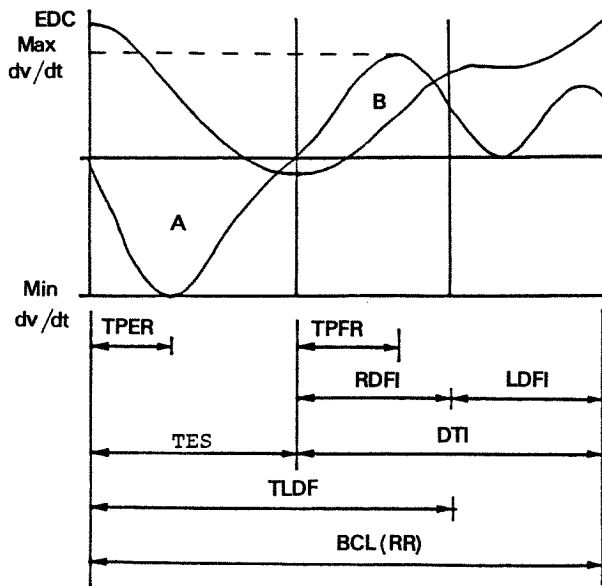 EDC
Max
dv/dt
B
A
Min
dv/dt
TPER
TPFR
RDFI
LDFI
TES
DTI
TLDF
BCL (RR)